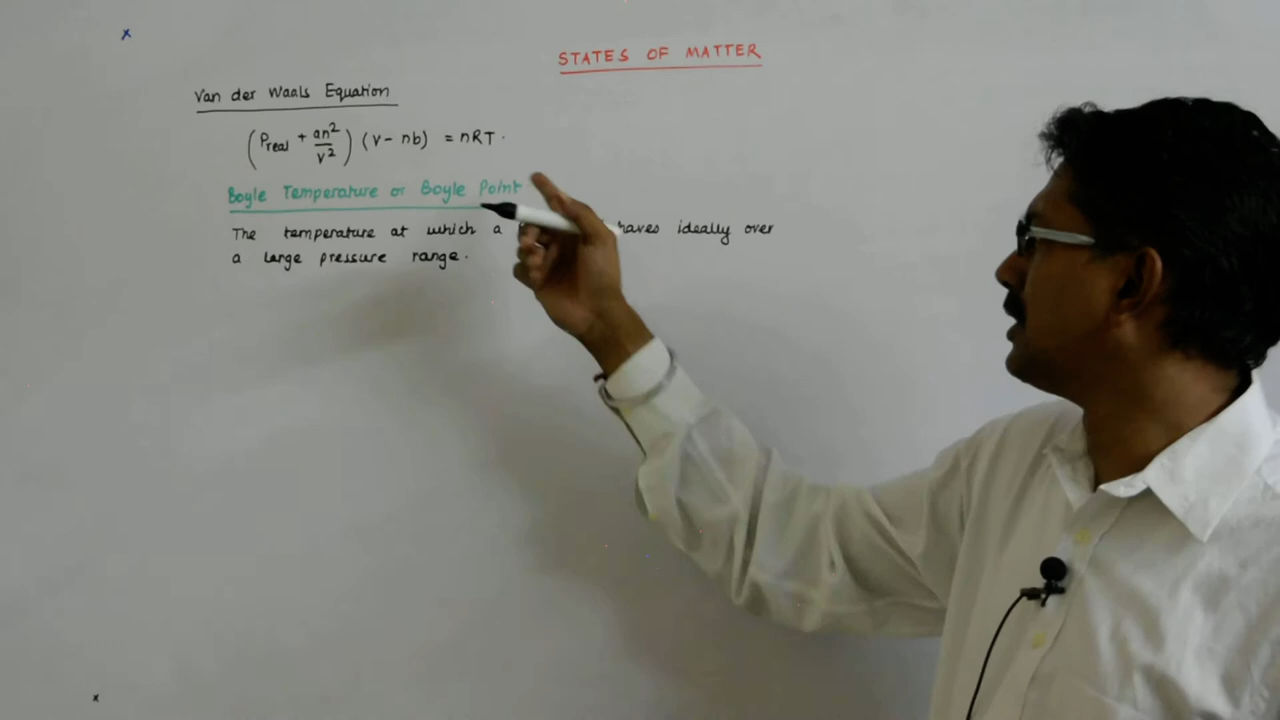 STATES OF MATTER
Van der Waals Equation
(Preal + an²/v²) (v - nb) = nRT.
Boyle Temperature or Boyle Point
The temperature at which a haves ideally over
a large pressure range.